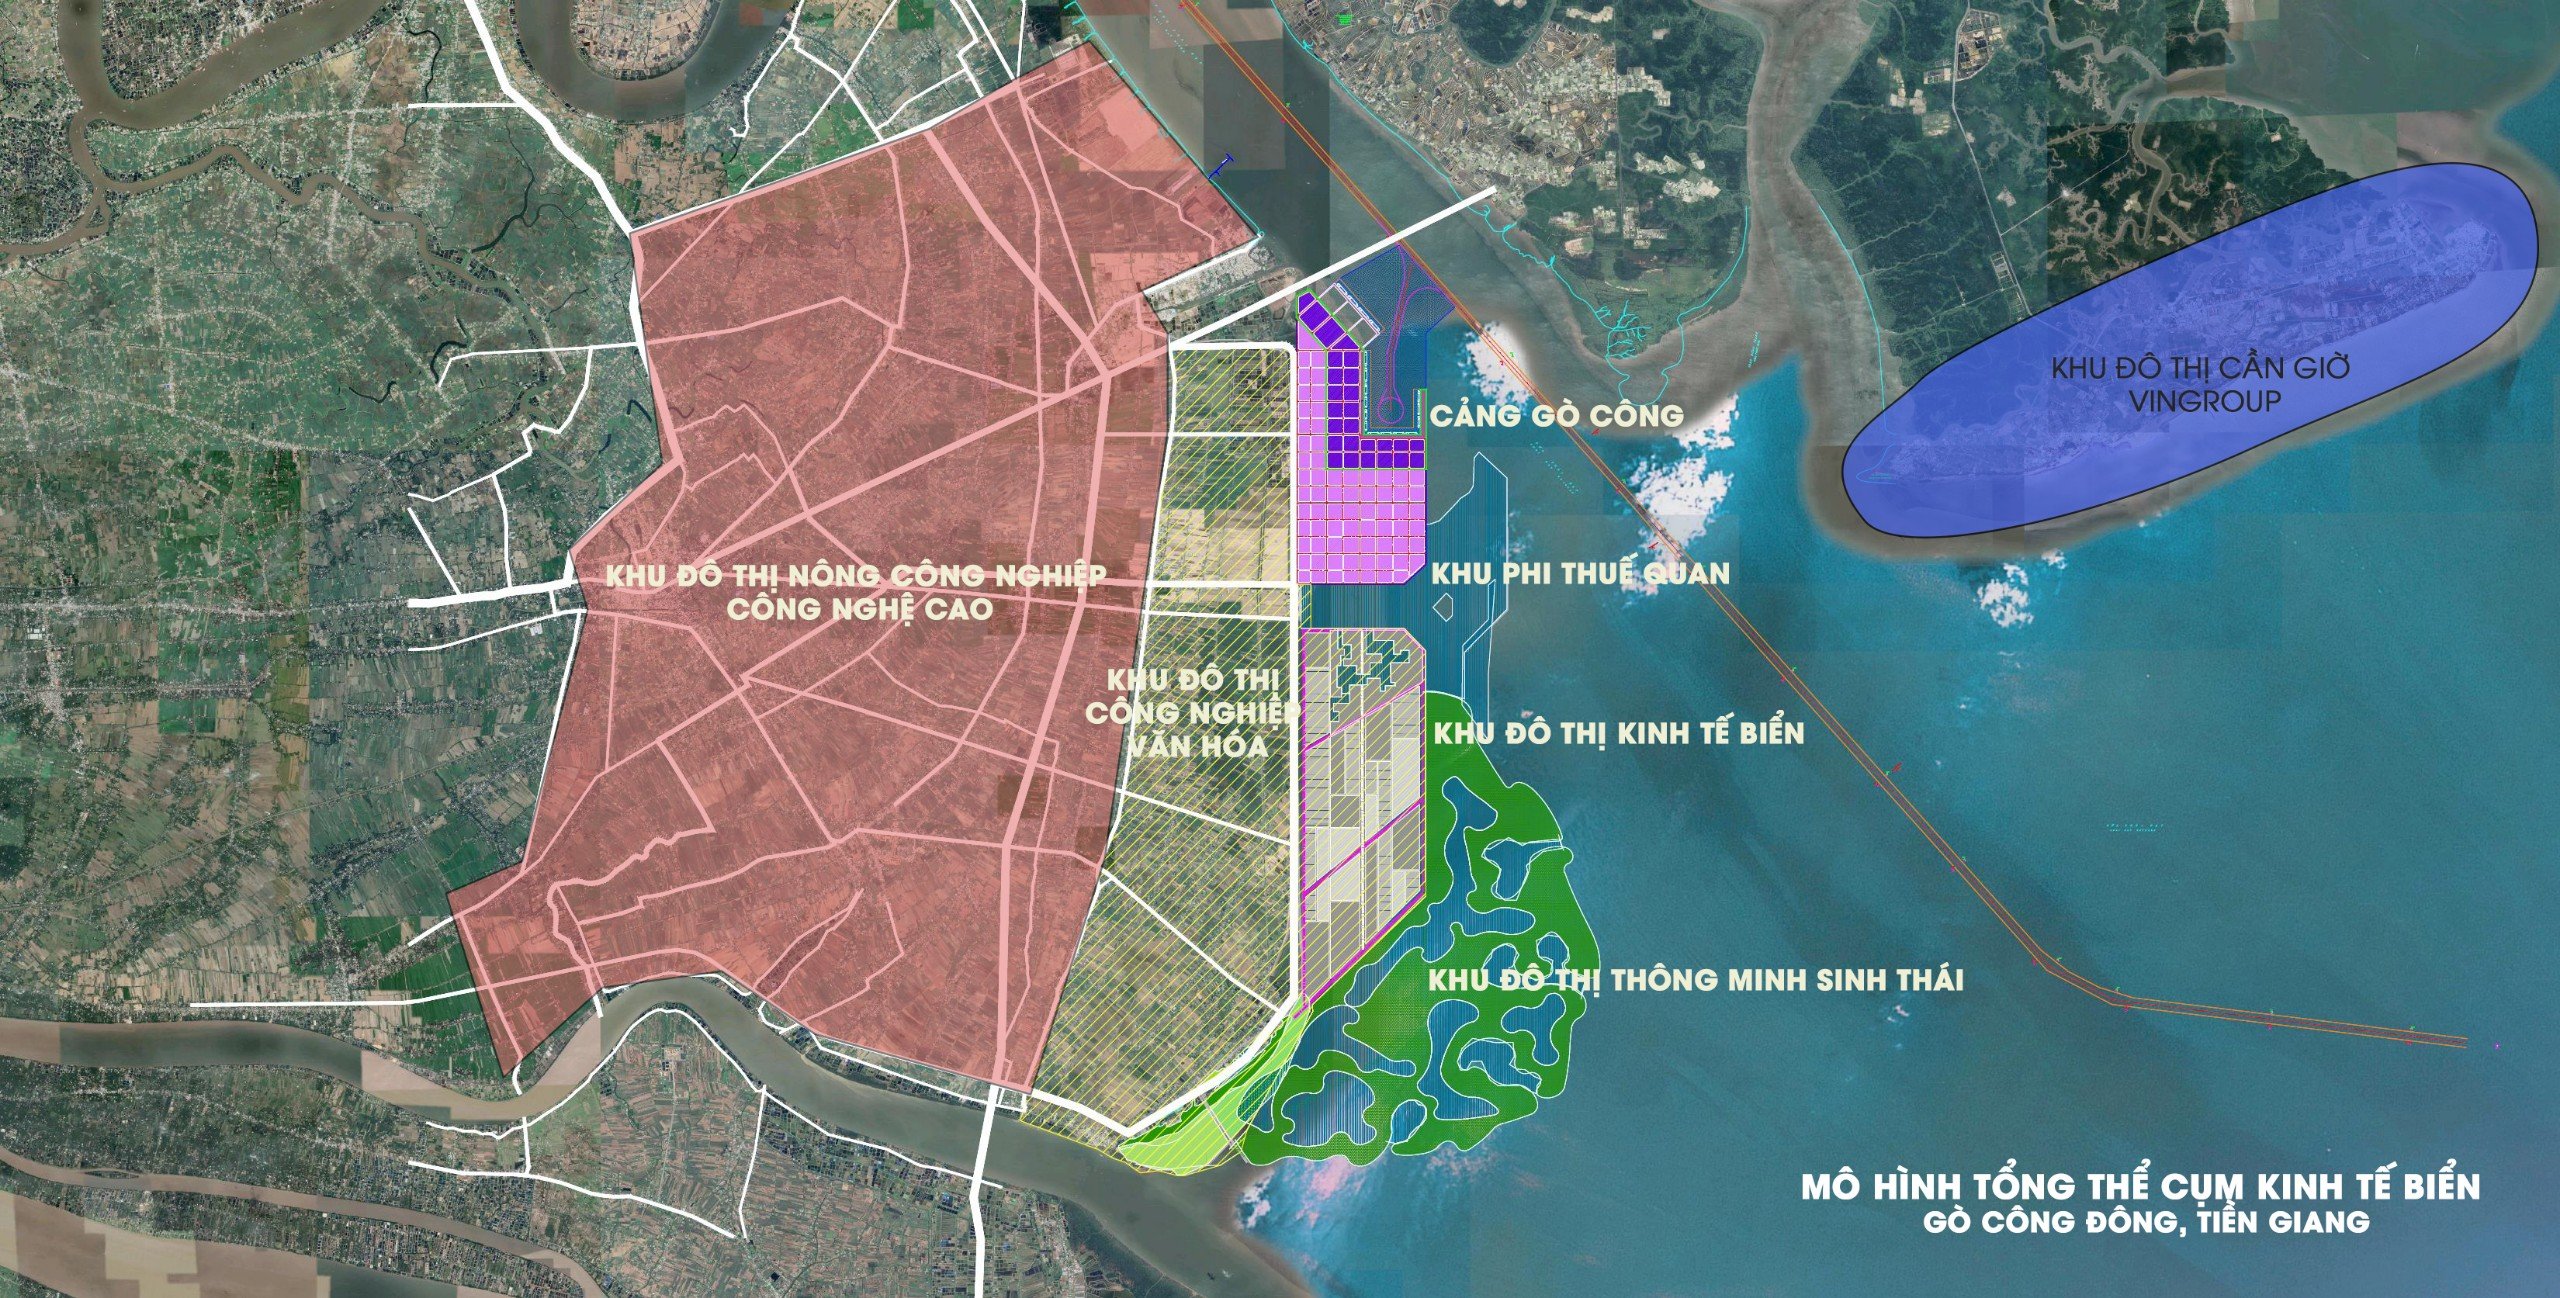 KHU ĐÔ THỊ CẦN GIỜ
VINGROUP
CẢNG GÒ CÔNG
KHU PHI THUẾ QUAN
KHU ĐÔ THỊ NÔNG CÔNG NGHIỆP
CÔNG NGHỆ CAO
KHU ĐÔ THỊ
CÔNG NGHIỆP
VĂN HÓA
KHU ĐÔ THỊ KINH TẾ BIỂN
KHU ĐÔ THỊ THÔNG MINH SINH THÁI
MÔ HÌNH TỔNG THỂ CỤM KINH TẾ BIỂN
GÒ CÔNG ĐÔNG, TIỀN GIANG